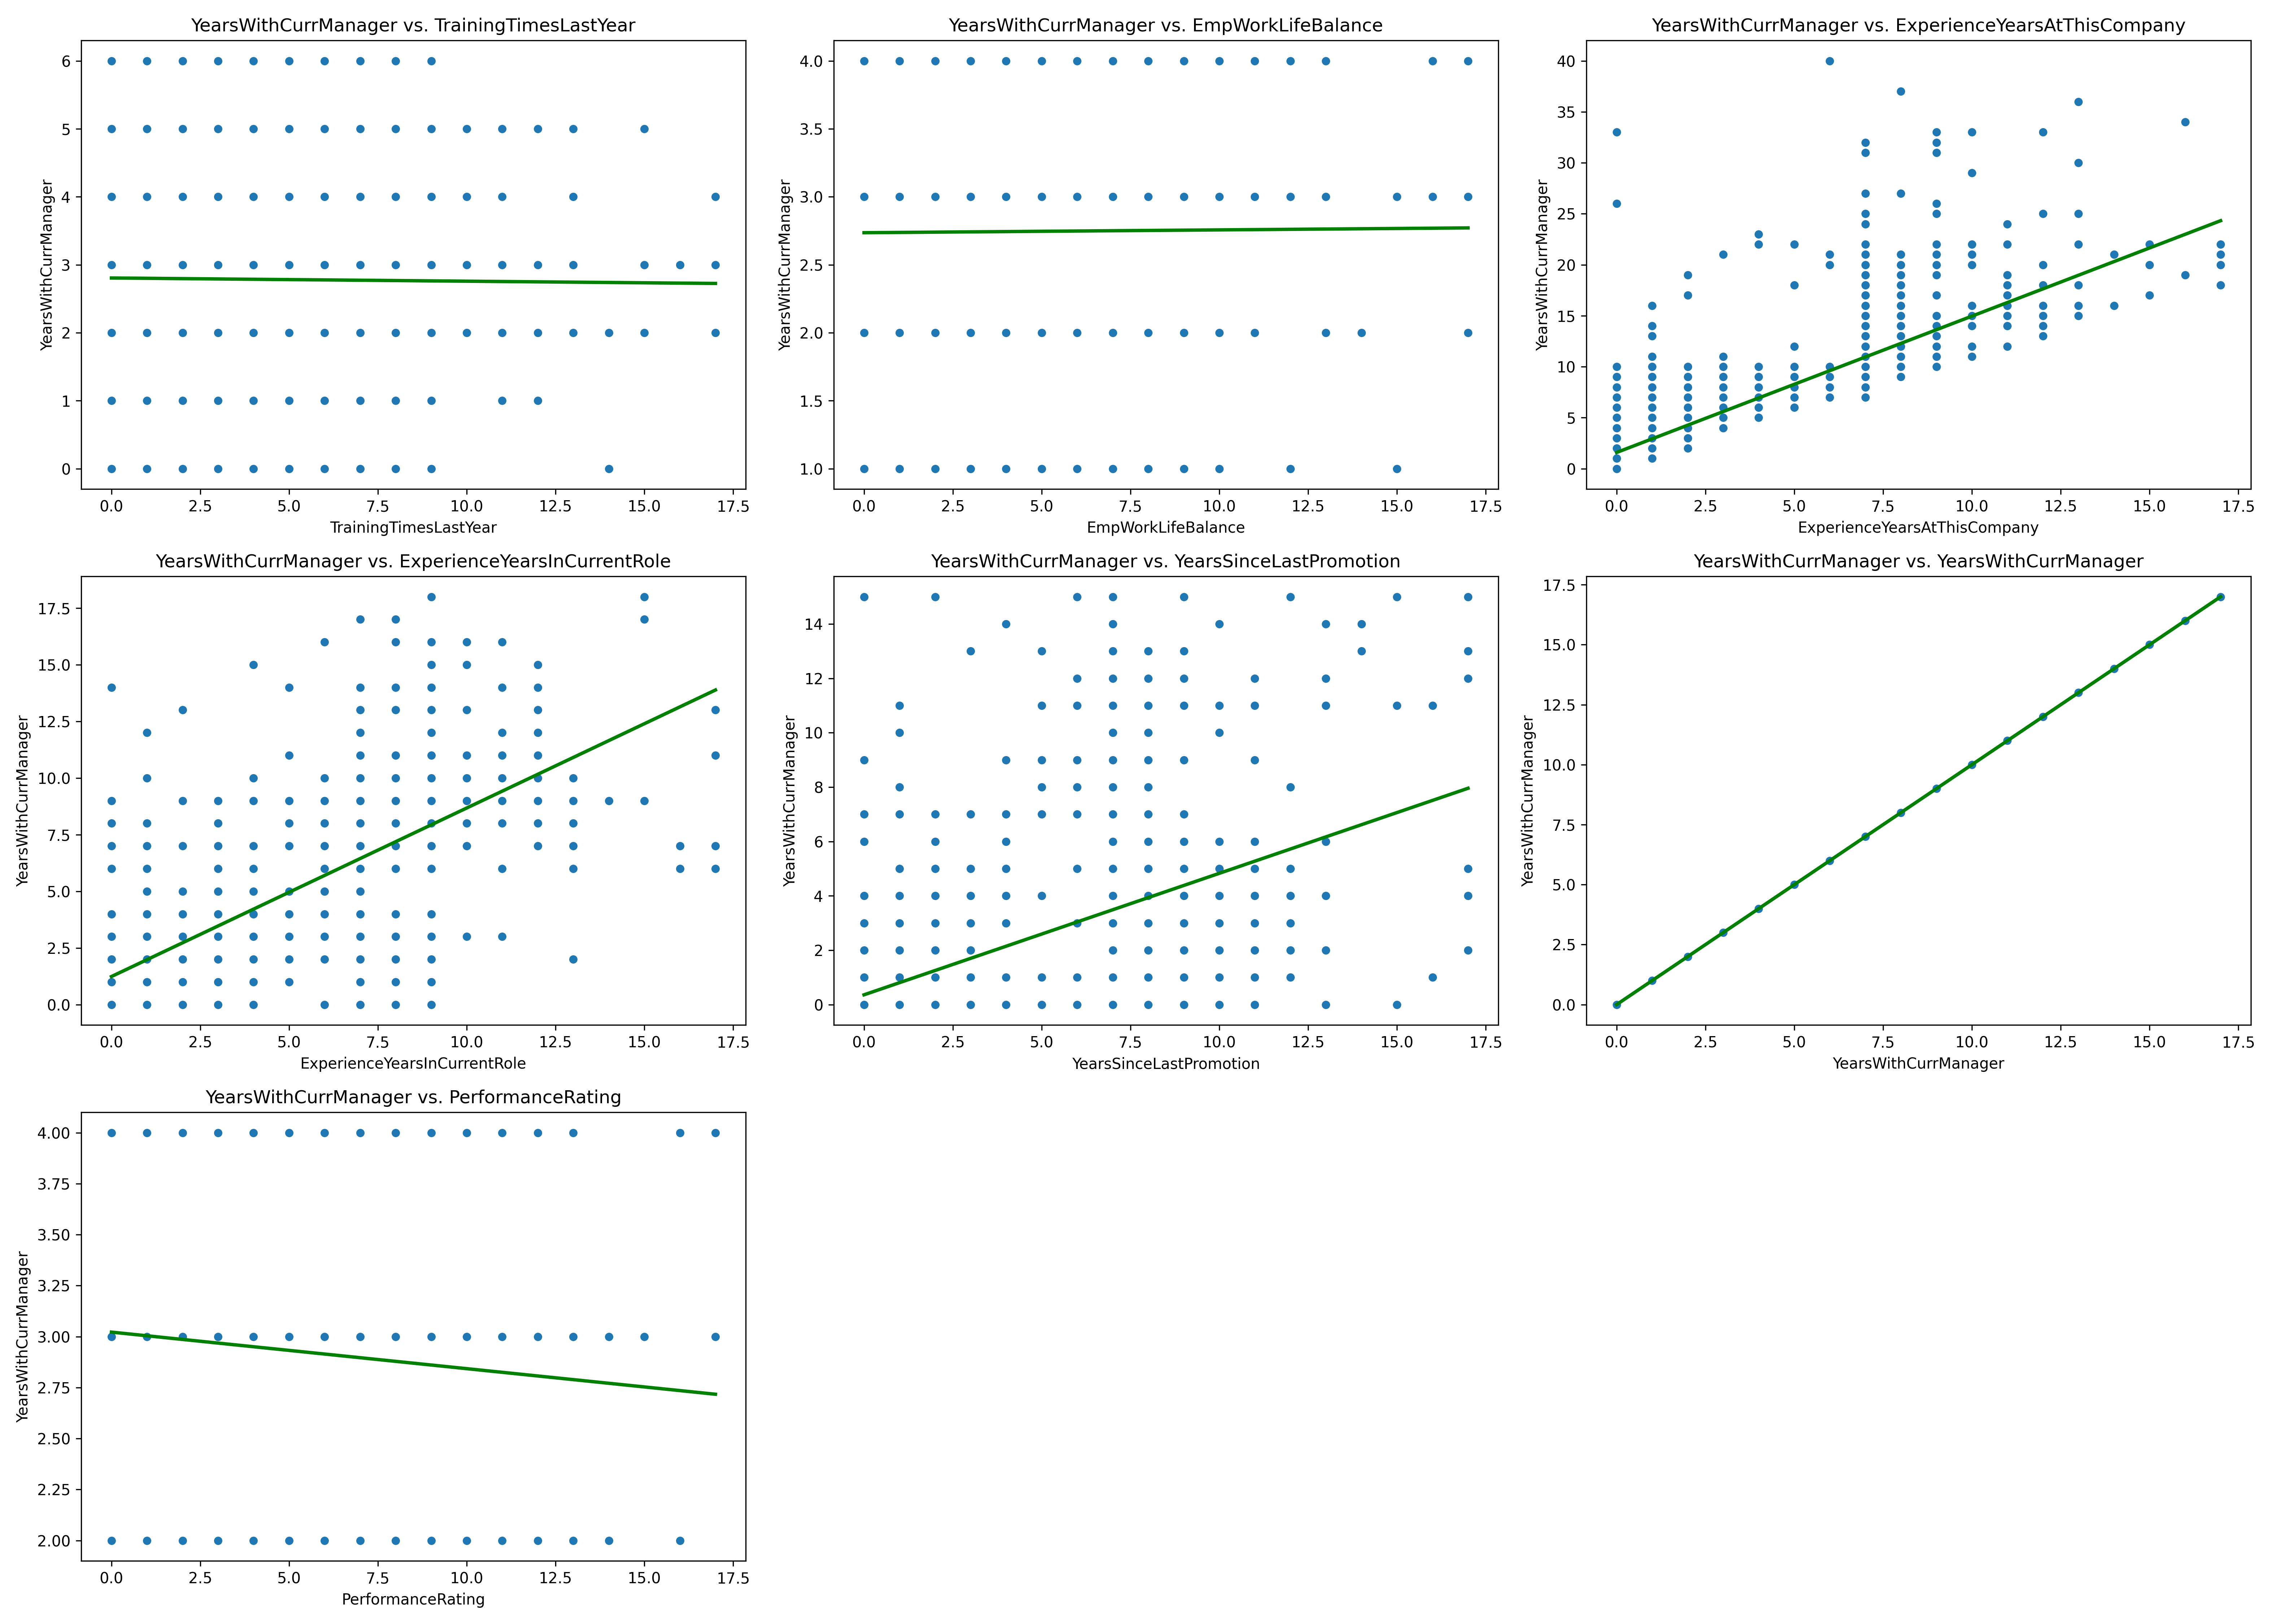 YearsWithCurrManager vs. TrainingTimesLastYear
YearsWithCurrManager
6
5
4
3
2
1
0
0.0 2.5 5.0 7.5 10.0 12.5 15.0 17.5
TrainingTimesLastYear
YearsWithCurrManager vs. EmpWorkLifeBalance
YearsWithCurrManager
4.0
3.5
3.0
2.5
2.0
1.5
1.0
0.0 2.5 5.0 7.5 10.0 12.5 15.0 17.5
EmpWorkLifeBalance
YearsWithCurrManager vs. ExperienceYearsAtThisCompany
YearsWithCurrManager
40
35
30
25
20
15
10
5
0
0.0 2.5 5.0 7.5 10.0 12.5 15.0 17.5
ExperienceYearsAtThisCompany
YearsWithCurrManager vs. ExperienceYearsInCurrentRole
YearsWithCurrManager
17.5
15.0
12.5
10.0
7.5
5.0
2.5
0.0
0.0 2.5 5.0 7.5 10.0 12.5 15.0 17.5
ExperienceYearsInCurrentRole
YearsWithCurrManager vs. YearsSinceLastPromotion
YearsWithCurrManager
14
12
10
8
6
4
2
0
0.0 2.5 5.0 7.5 10.0 12.5 15.0 17.5
YearsSinceLastPromotion
YearsWithCurrManager vs. YearsWithCurrManager
YearsWithCurrManager
17.5
15.0
12.5
10.0
7.5
5.0
2.5
0.0
0.0 2.5 5.0 7.5 10.0 12.5 15.0 17.5
YearsWithCurrManager
YearsWithCurrManager vs. PerformanceRating
YearsWithCurrManager
4.00
3.75
3.50
3.25
3.00
2.75
2.50
2.25
2.00
0.0 2.5 5.0 7.5 10.0 12.5 15.0 17.5
PerformanceRating